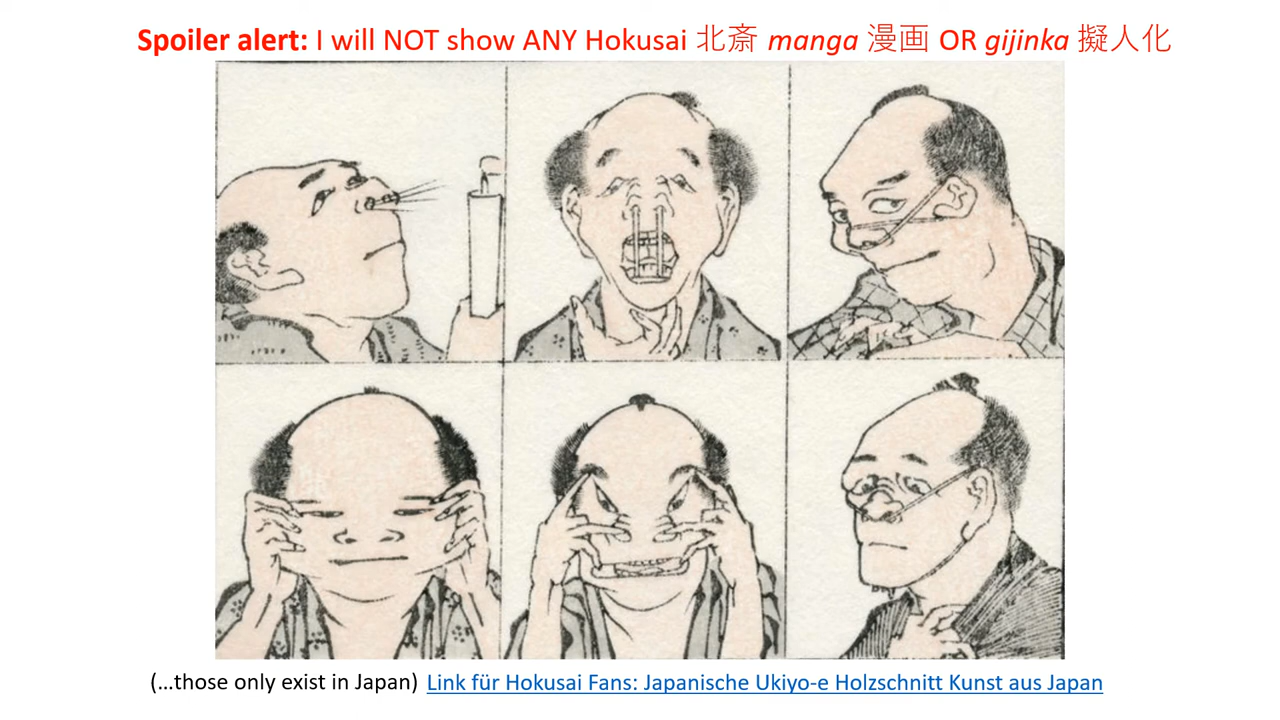 Spoiler alert: I will NOT show ANY Hokusai 北斎 manga 漫画 OR gijinka 擬人化
(…those only exist in Japan) Link für Hokusai Fans: Japanische Ukiyo-e Holzschnitt Kunst aus Japan